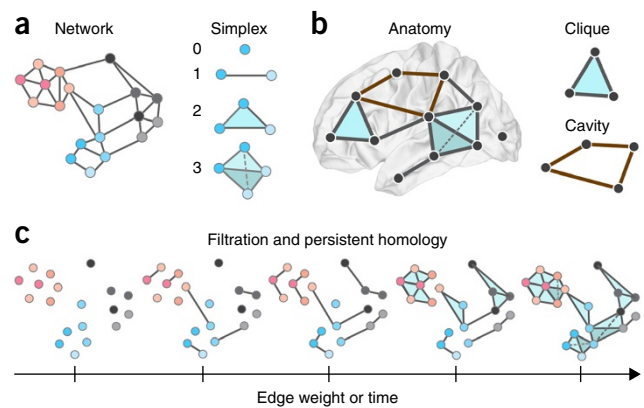 a
Network
Simplex
0
1
2
3
b
Anatomy
Clique
Cavity
c
Filtration and persistent homology
Edge weight or time